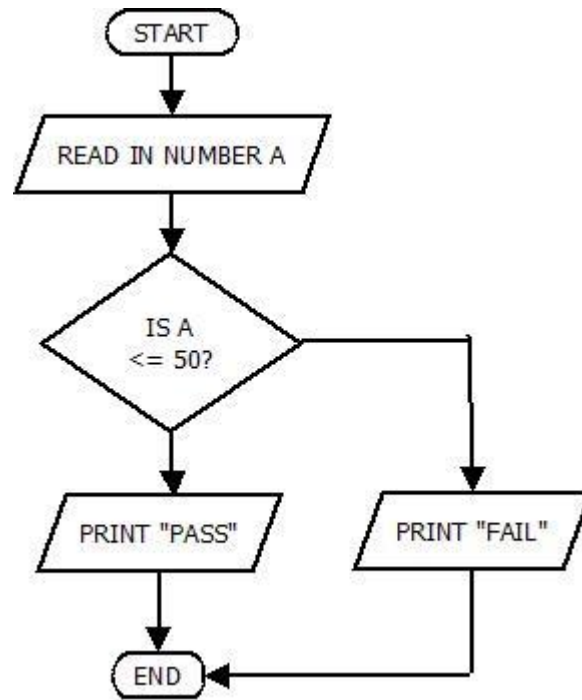 START
READ IN NUMBER A
IS A
<= 50?
PRINT "PASS"
PRINT "FAIL"
END